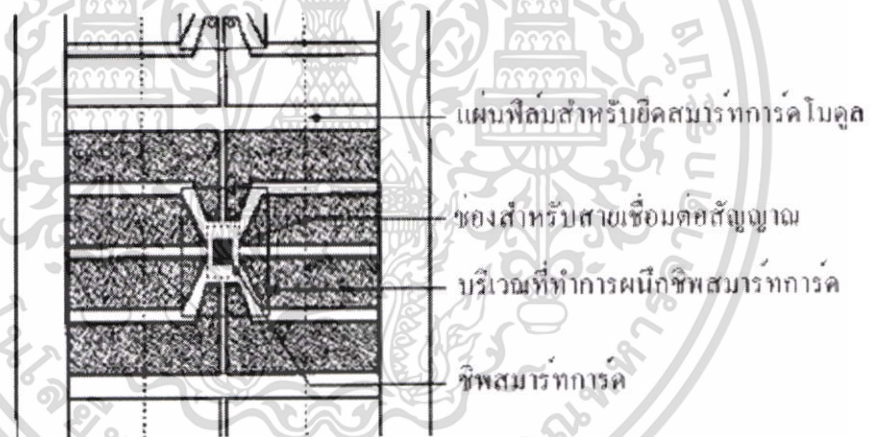 แผ่นฟิล์มสำหรับยึดสมาร์ทการ์ดโมดูล
ช่องสำหรับสายเชื่อมต่อสัญญาณ
บริเวณที่ทำการผนึกชิพสมาร์ทการ์ด
ชิพสมาร์ทการ์ด